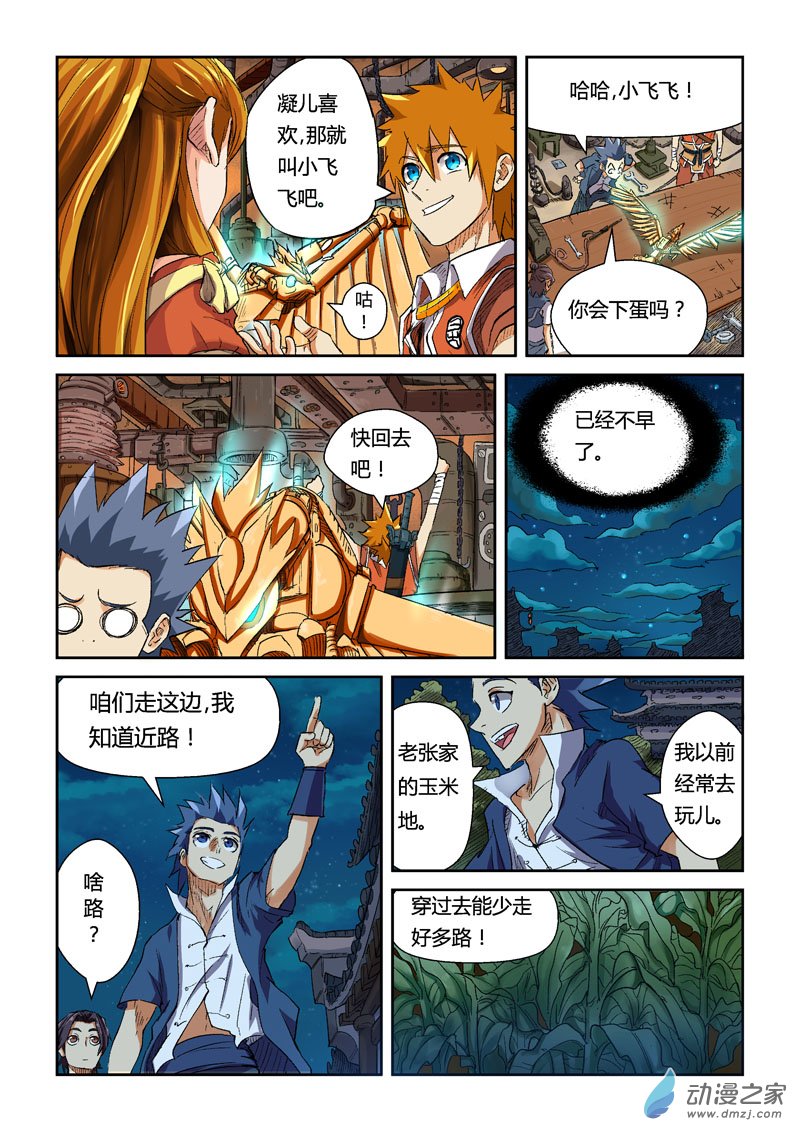 凝儿喜
欢,那就
叫小飞
飞吧。
咕
!
哈哈,小飞飞!
你会下蛋吗?
快回去
吧!
已经不早
了。
咱们走这边,我
知道近路!
啥
路
?
老张家
的玉米
地。
我以前
经常去
玩儿。
穿过去能少走
好多路!
动漫之家
www.dmzj.com